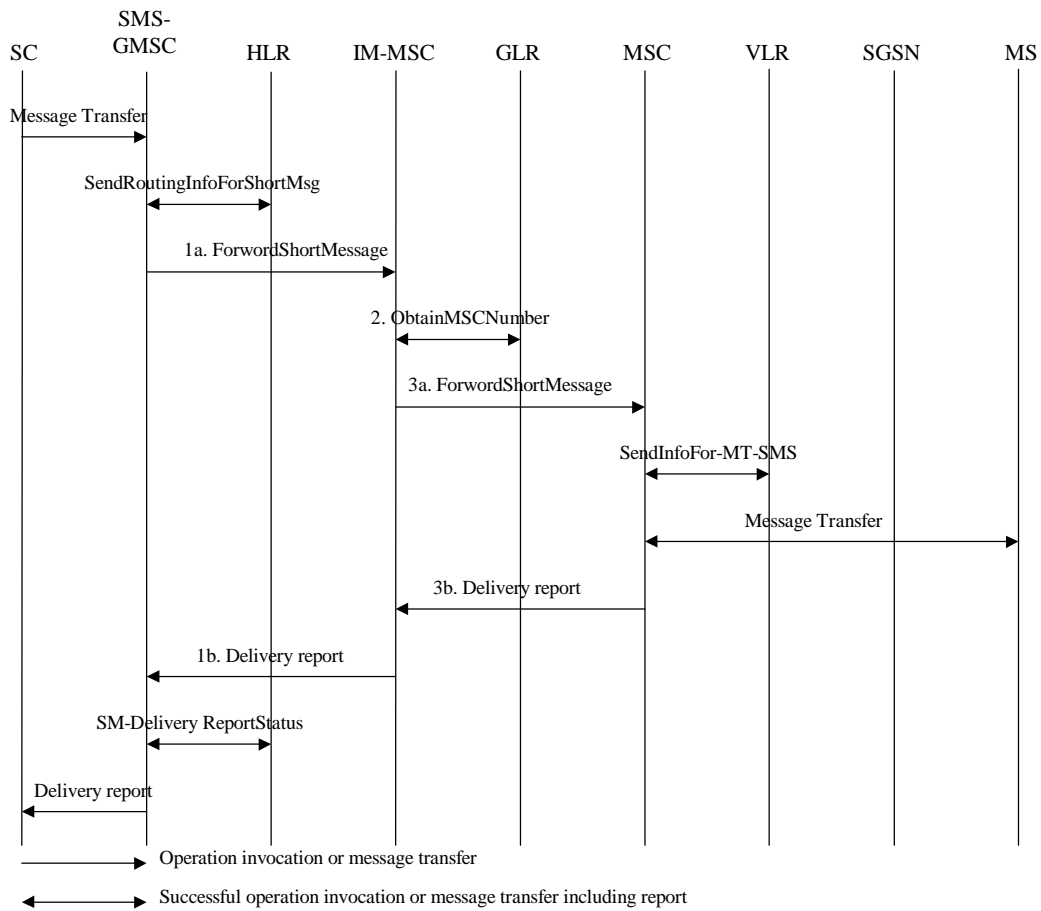 SMS-
GMSC
SC HLR IM-MSC GLR MSC VLR SGSN MS
Message Transfer
SendRoutingInfoForShortMsg
1a. ForwordShortMessage
2. ObtainMSCNumber
3a. ForwordShortMessage
SendInfoFor-MT-SMS
Message Transfer
3b. Delivery report
1b. Delivery report
SM-Delivery ReportStatus
Delivery report
Operation invocation or message transfer
Successful operation invocation or message transfer including report